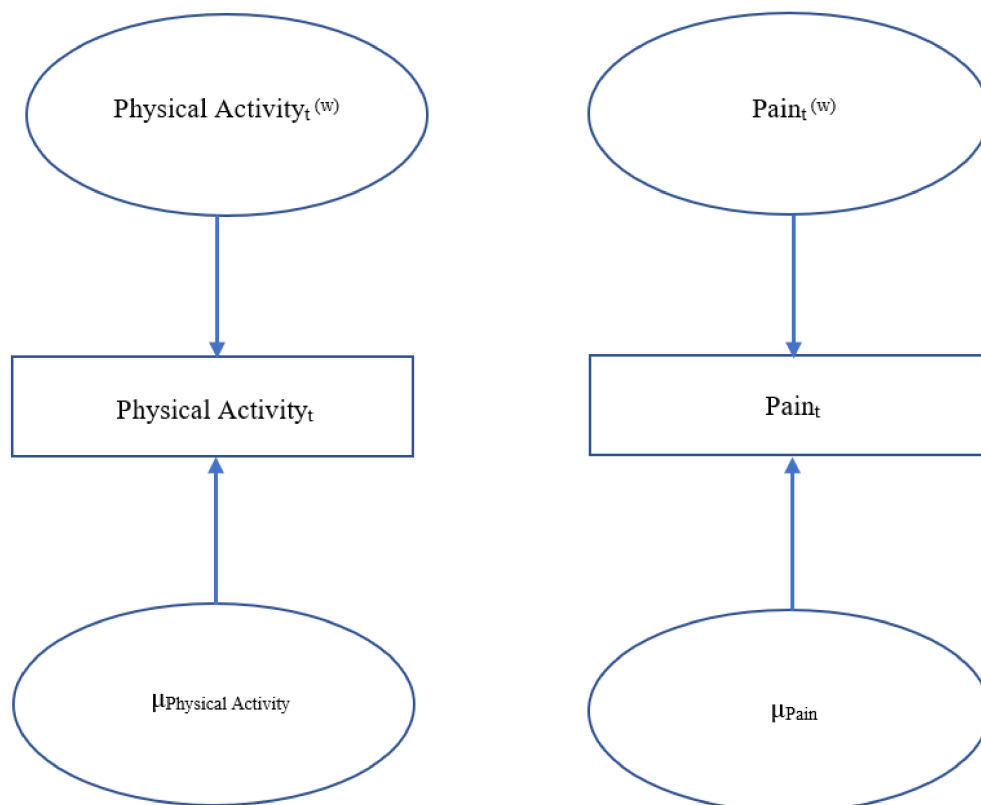 Physical Activityt (w)
Paint (w)
Physical Activityt
Paint
μPhysical Activity
μPain